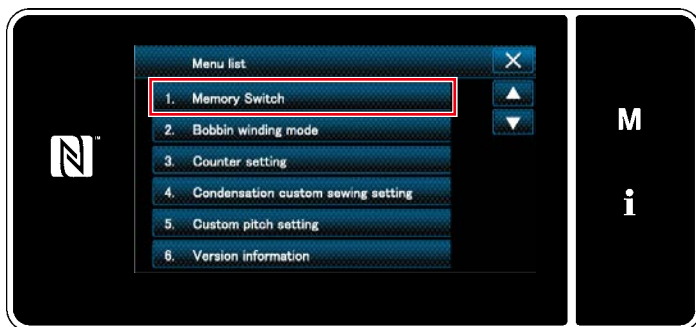 Menu list
1. Memory Switch
2. Bobbin winding mode
3. Counter setting
4. Condensation custom sewing setting
5. Custom pitch setting
6. Version information
N™
M
i